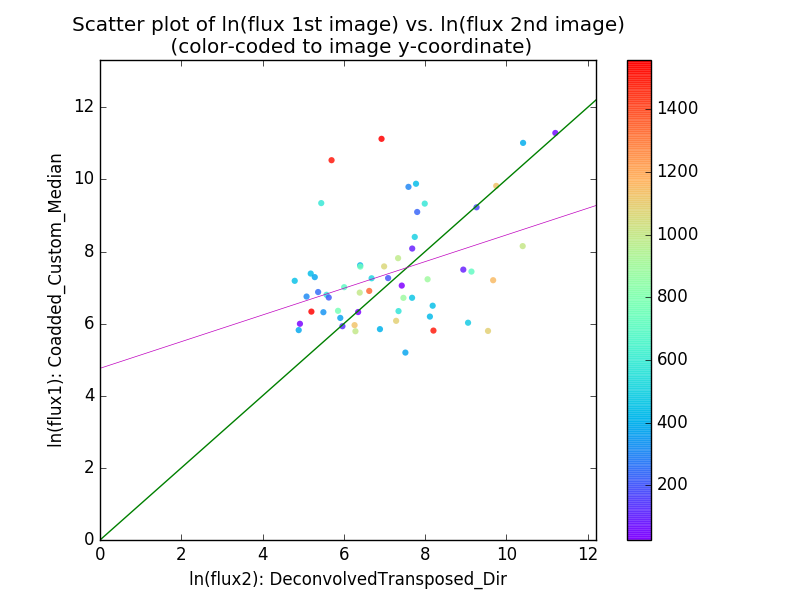 Scatter plot of ln(flux 1st image) vs. ln(flux 2nd image)
(color-coded to image y-coordinate)
ln(flux1): Coadded_Custom_Median
12
10
8
6
4
2
0
0 2 4 6 8 10 12
ln(flux2): DeconvolvedTransposed_Dir
1400
1200
1000
800
600
400
200